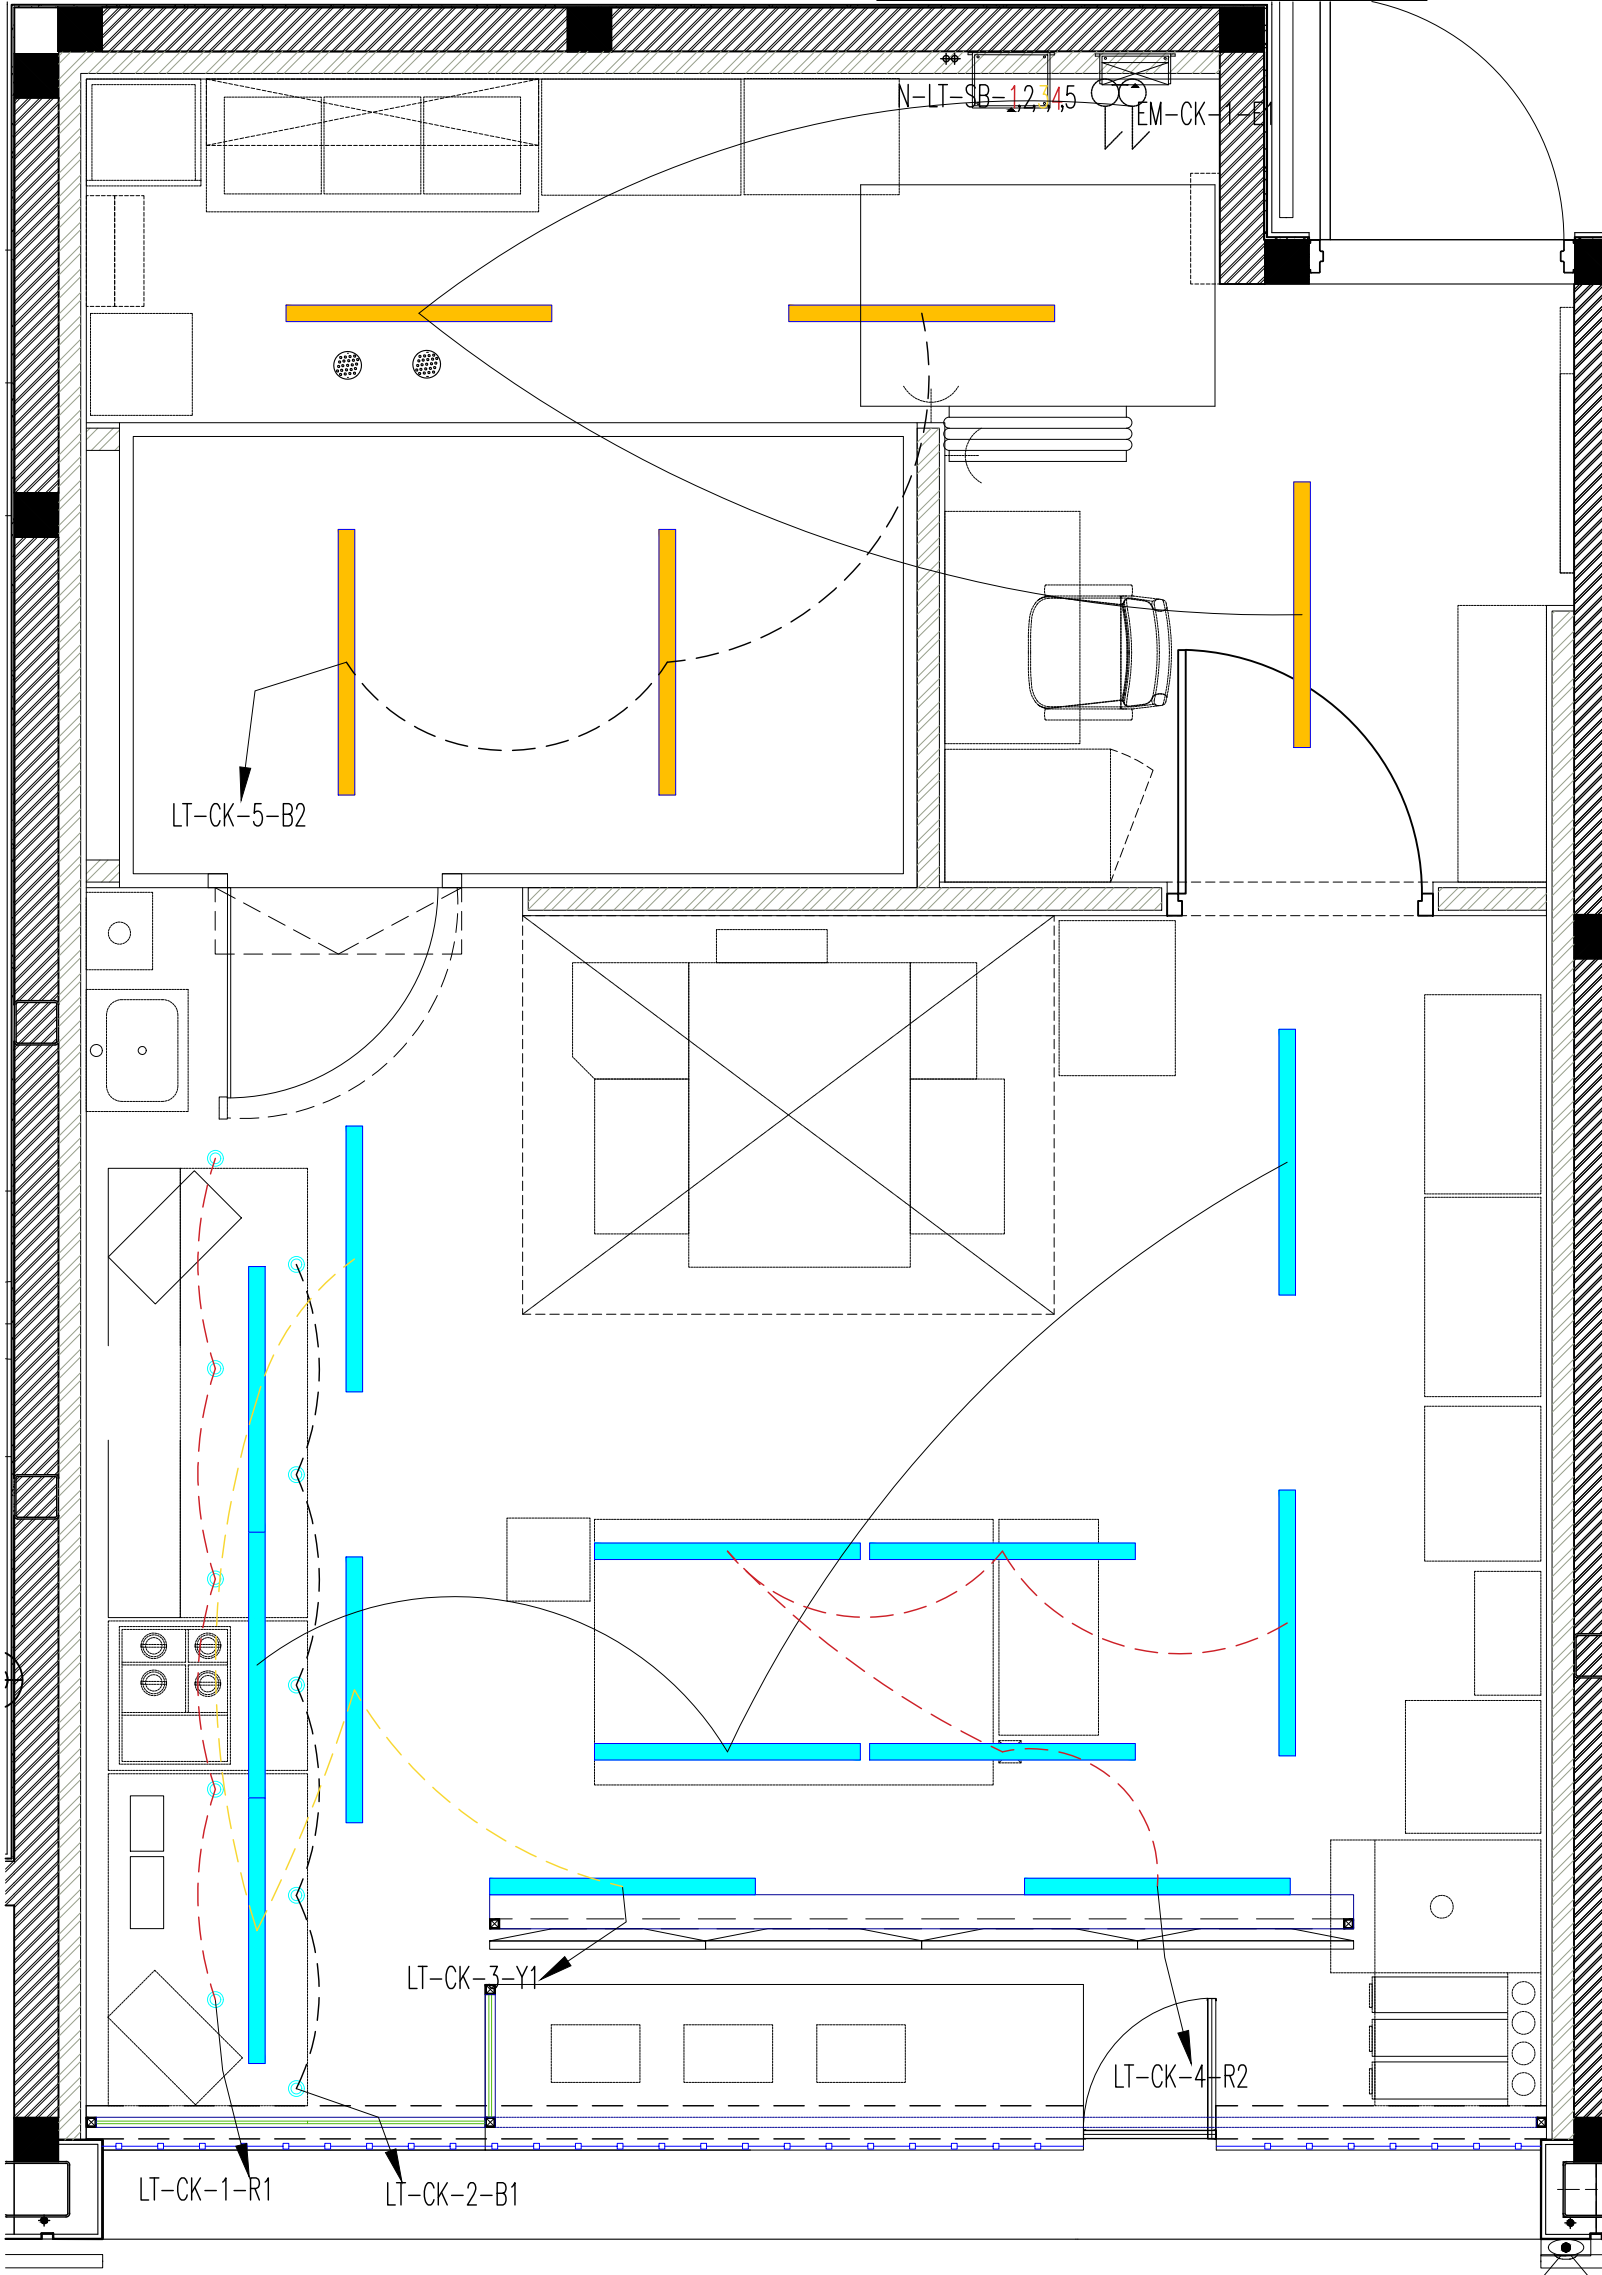 N-LT-SB-1,2,3,4,5
EM-CK-1-E1
LT-CK-5-B2
LT-CK-3-Y1
LT-CK-4-R2
LT-CK-1-R1
LT-CK-2-B1